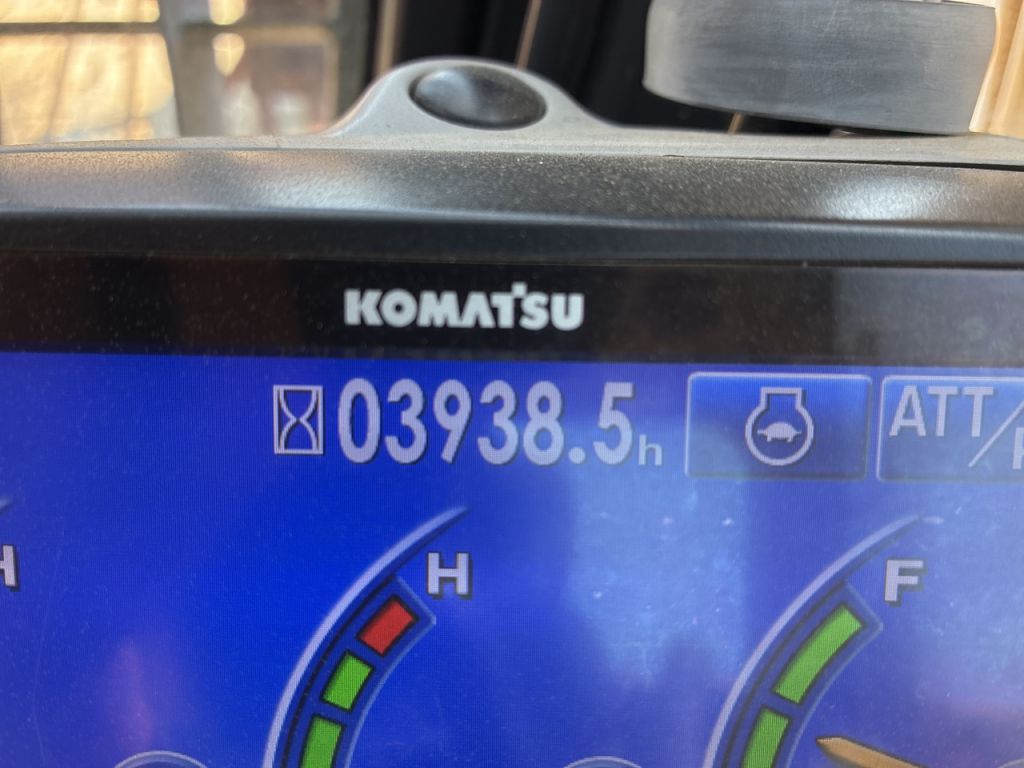 KOMATSU
03938.5h
ATT/
H
H
F